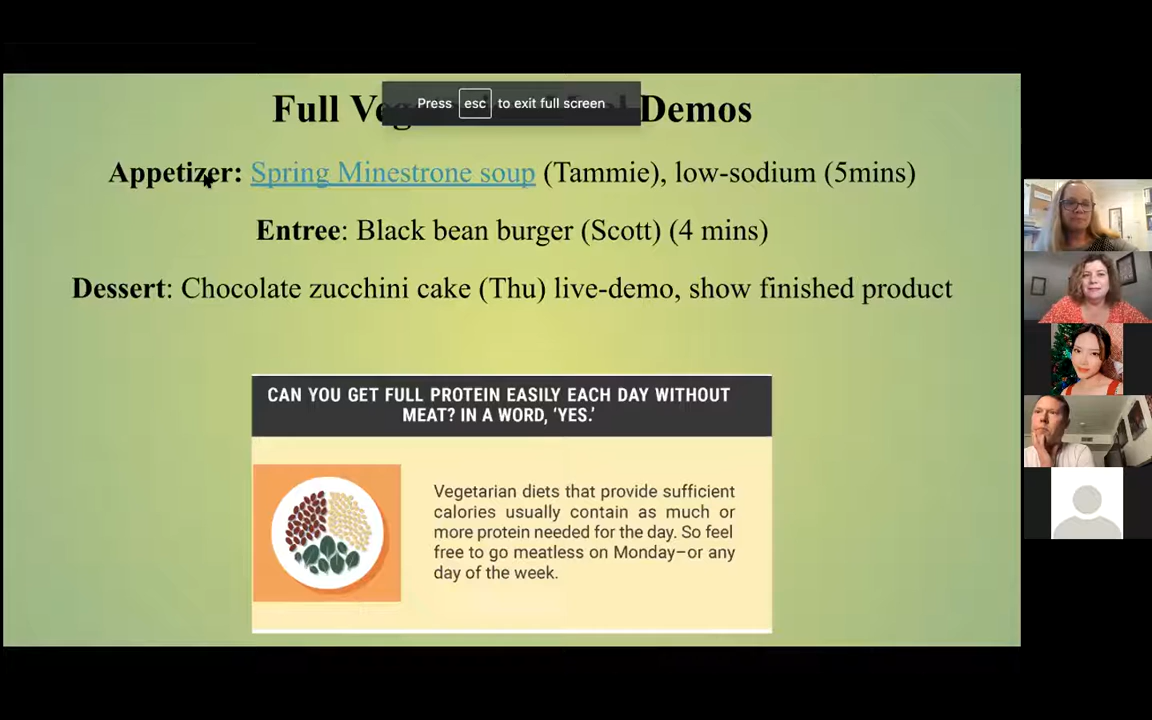 Full Ve Demos
Press esc to exit full screen
Appetizer: Spring Minestrone soup (Tammie), low-sodium (5mins)
Entree: Black bean burger (Scott) (4 mins)
Dessert: Chocolate zucchini cake (Thu) live-demo, show finished product
CAN YOU GET FULL PROTEIN EASILY EACH DAY WITHOUT
MEAT? IN A WORD, ‘YES.’
Vegetarian diets that provide sufficient
calories usually contain as much or
more protein needed for the day. So feel
free to go meatless on Monday–or any
day of the week.